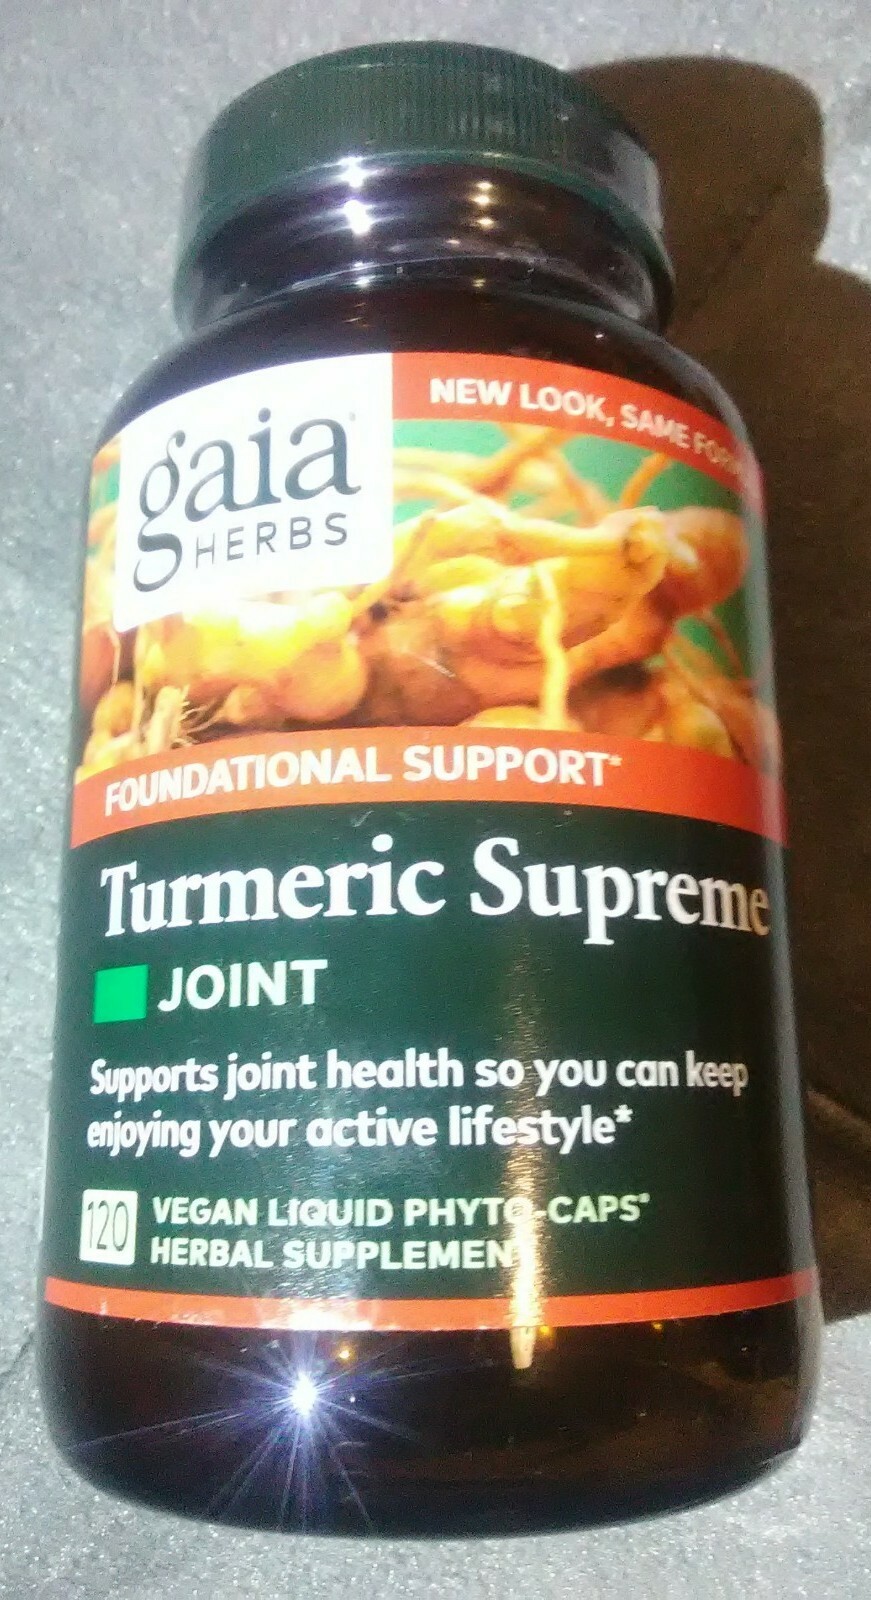 gaia
HERBS
NEW LOOK, SAME
FOUNDATIONAL SUPPORT*
Turmeric Supreme
JOINT
Supports joint health so you can keep
enjoying your active lifestyle*
120 VEGAN LIQUID PHYTO-CAPS®
HERBAL SUPPLEMENT